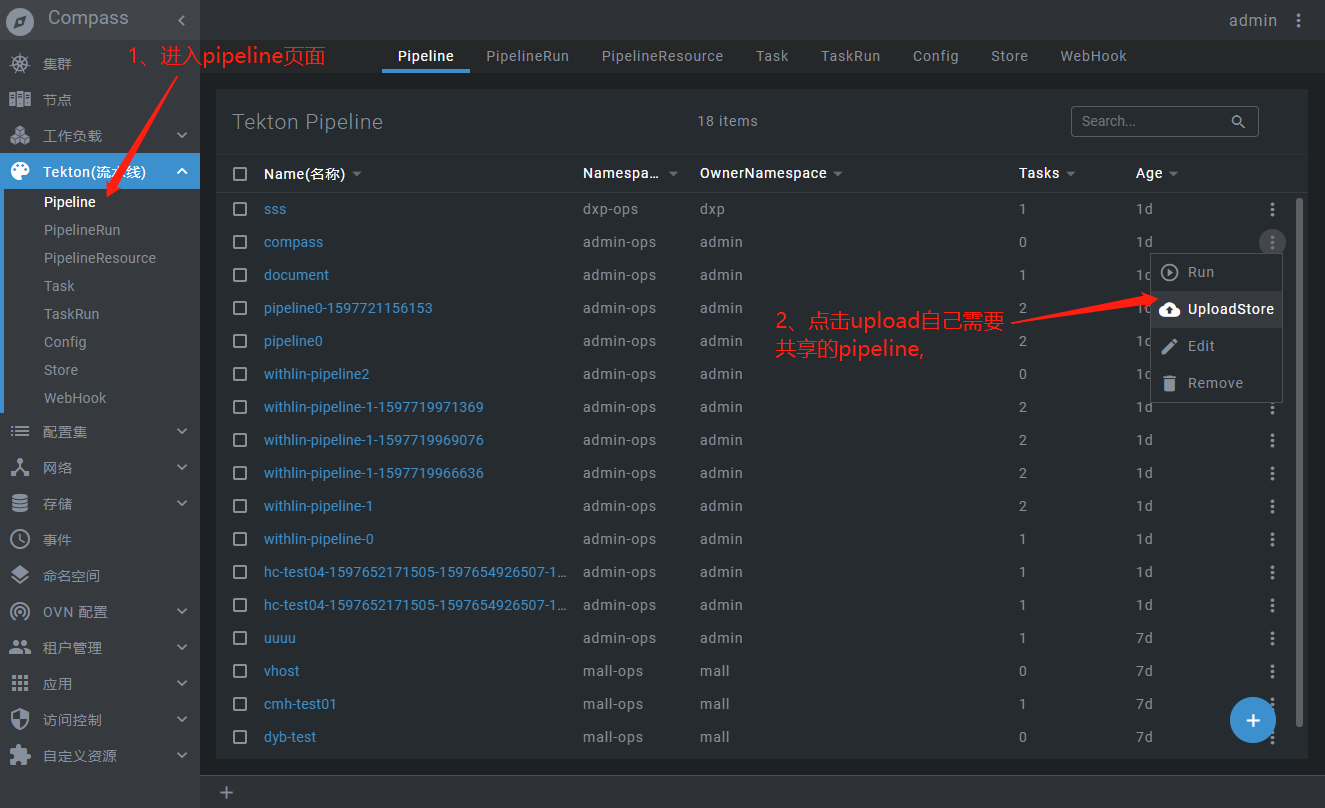 Compass
admin
1、进入pipeline页面
集群
节点
工作负载
Tekton(流水线)
Pipeline
PipelineRun
PipelineResource
Task
TaskRun
Config
Store
WebHook
配置集
网络
存储
事件
命名空间
OVN 配置
租户管理
应用
访问控制
自定义资源
Pipeline PipelineRun PipelineResource Task TaskRun Config Store WebHook
Tekton Pipeline 18 items Search...
Name(名称) Namespa... OwnerNamespace Tasks Age
sss dxp-ops dxp 1 1d
compass admin-ops admin 0 1d
document admin-ops admin 1 1d
pipeline0-1597721156153 admin-ops admin 2 1d
pipeline0 admin-ops admin 2 1d
withlin-pipeline2 admin-ops admin 0 1d
withlin-pipeline-1-1597719971369 admin-ops admin 2 1d
withlin-pipeline-1-1597719969076 admin-ops admin 2 1d
withlin-pipeline-1-1597719966636 admin-ops admin 2 1d
withlin-pipeline-1 admin-ops admin 2 1d
withlin-pipeline-0 admin-ops admin 1 1d
hc-test04-1597652171505-1597654926507-1... admin-ops admin 1 1d
hc-test04-1597652171505-1597654926507-1... admin-ops admin 1 1d
uuuu admin-ops admin 1 7d
vhost mall-ops mall 0 7d
cmh-test01 mall-ops mall 1 7d
dyb-test mall-ops mall 0 7d
Run
UploadStore
Edit
Remove
2、点击upload自己需要
共享的pipeline,